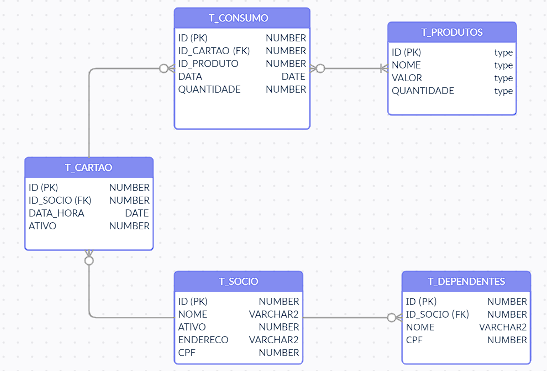 T_CONSUMO
ID (PK) NUMBER
ID_CARTAO (FK) NUMBER
ID_PRODUTO NUMBER
DATA DATE
QUANTIDADE NUMBER
T_PRODUTOS
ID (PK) type
NOME type
VALOR type
QUANTIDADE type
T_CARTAO
ID (PK) NUMBER
ID_SOCIO (FK) NUMBER
DATA_HORA DATE
ATIVO NUMBER
T_SOCIO
ID (PK) NUMBER
NOME VARCHAR2
ATIVO NUMBER
ENDERECO VARCHAR2
CPF NUMBER
T_DEPENDENTES
ID (PK) NUMBER
ID_SOCIO (FK) NUMBER
NOME VARCHAR2
CPF NUMBER